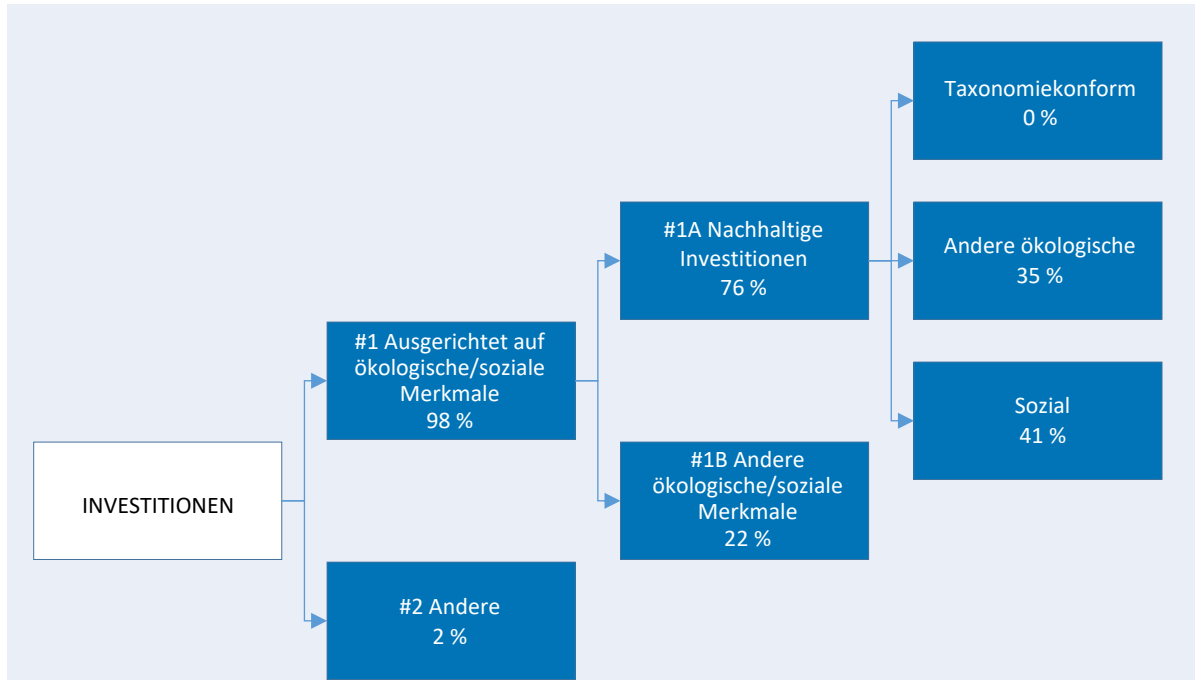 Taxonomiekonform
0 %
#1A Nachhaltige
Investitionen
76 %
Andere ökologische
35 %
#1 Ausgerichtet auf
ökologische/soziale
Merkmale
98 %
Sozial
41 %
#1B Andere
ökologische/soziale
Merkmale
22 %
INVESTITIONEN
#2 Andere
2 %